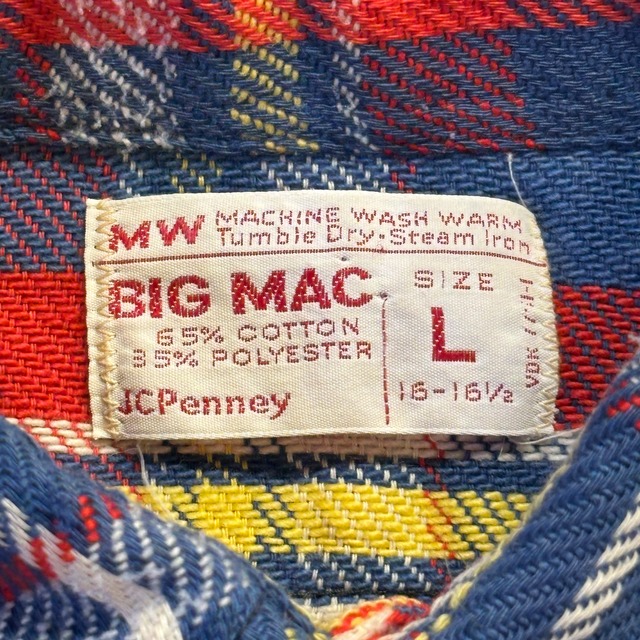 MW MACHINE WASH WARM
Tumble Dry; Steam Iron
BIG MAC
65% COTTON
35% POLYESTER
JCPenney
SIZE
L
16-16½